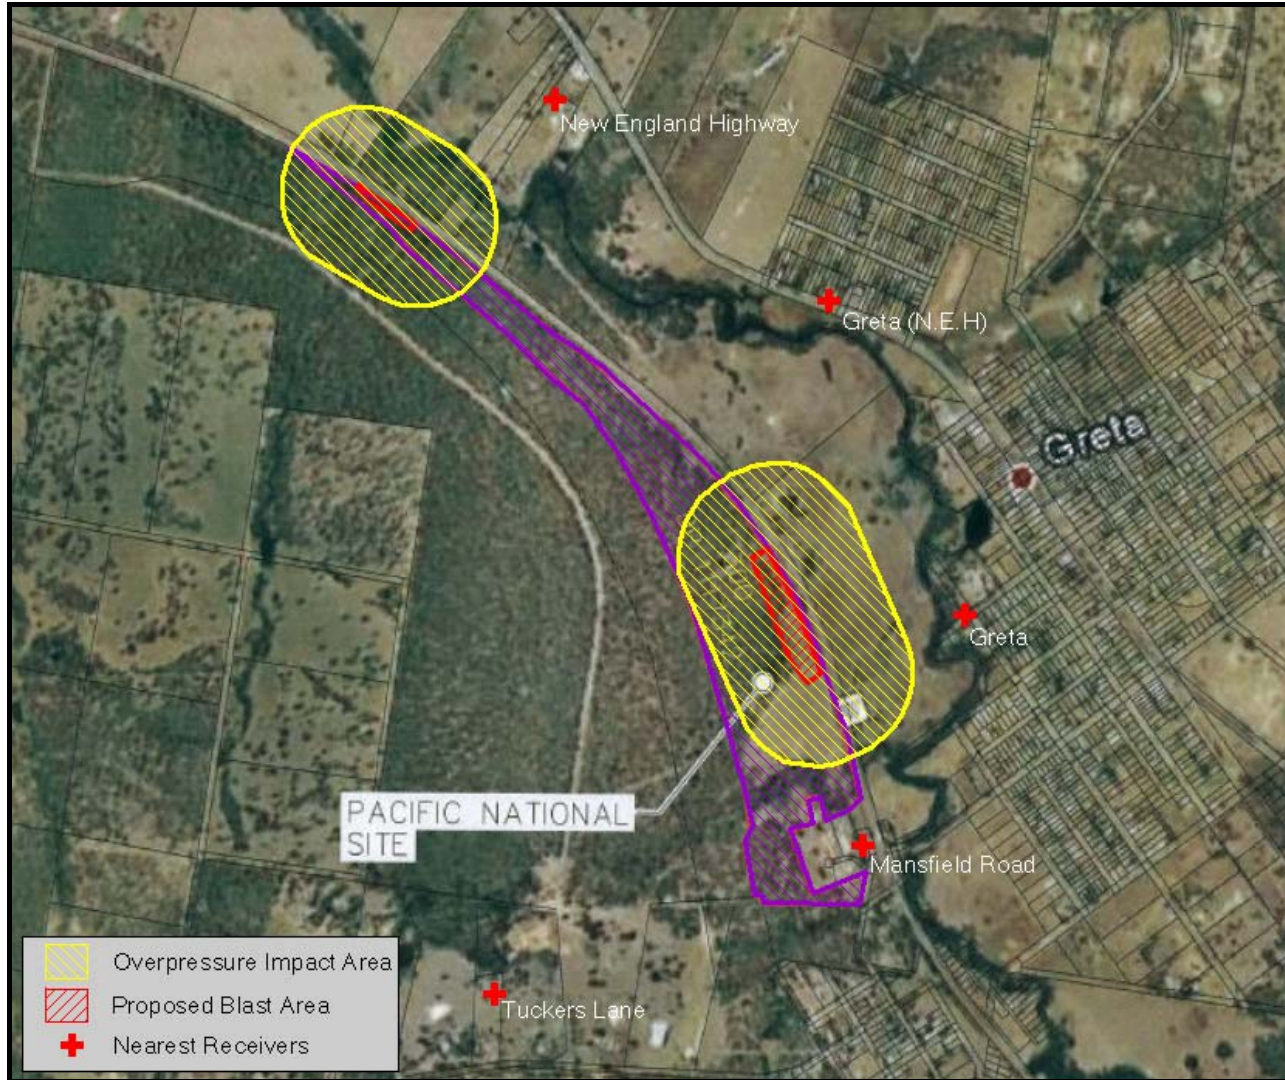 New England Highway
Greta (N.E.H)
Greta
Greta
PACIFIC NATIONAL
SITE
Mansfield Road
Tuckers Lane
Overpressure Impact Area
Proposed Blast Area
Nearest Receivers